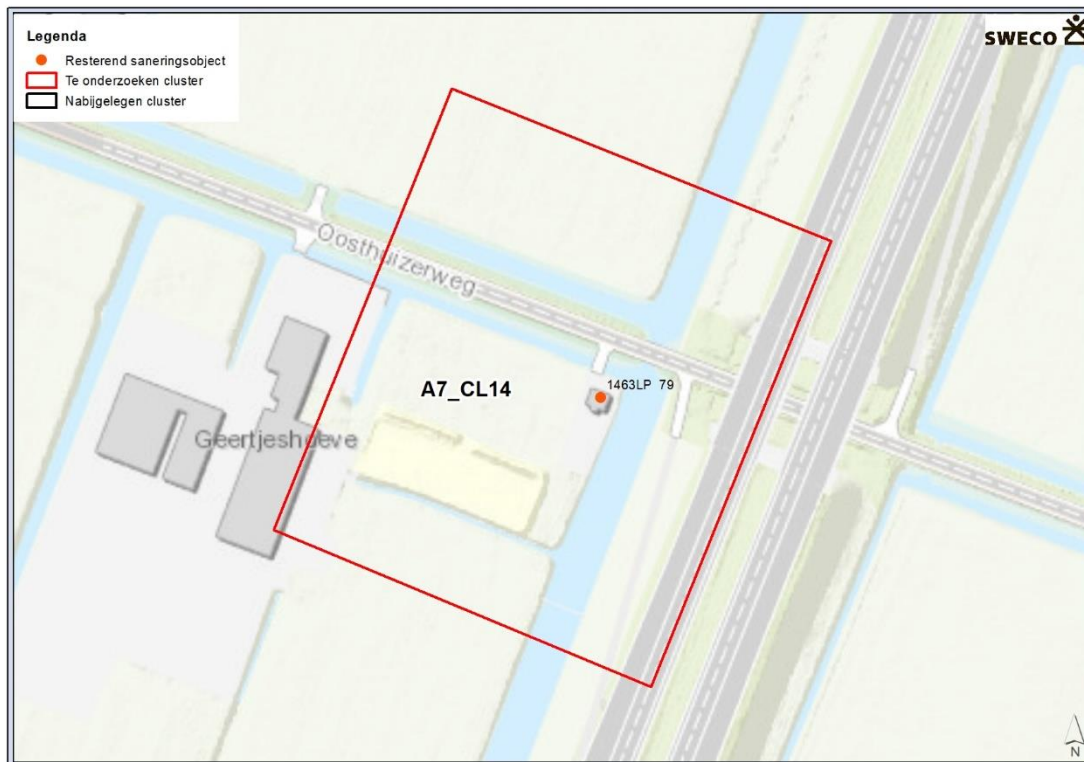 Legenda
Resterend saneringsobject
Te onderzoeken cluster
Nabijgelegen cluster
SWECO
Oosthuizerweg
1463LP 79
A7_CL14
Geertjeshoeve
N